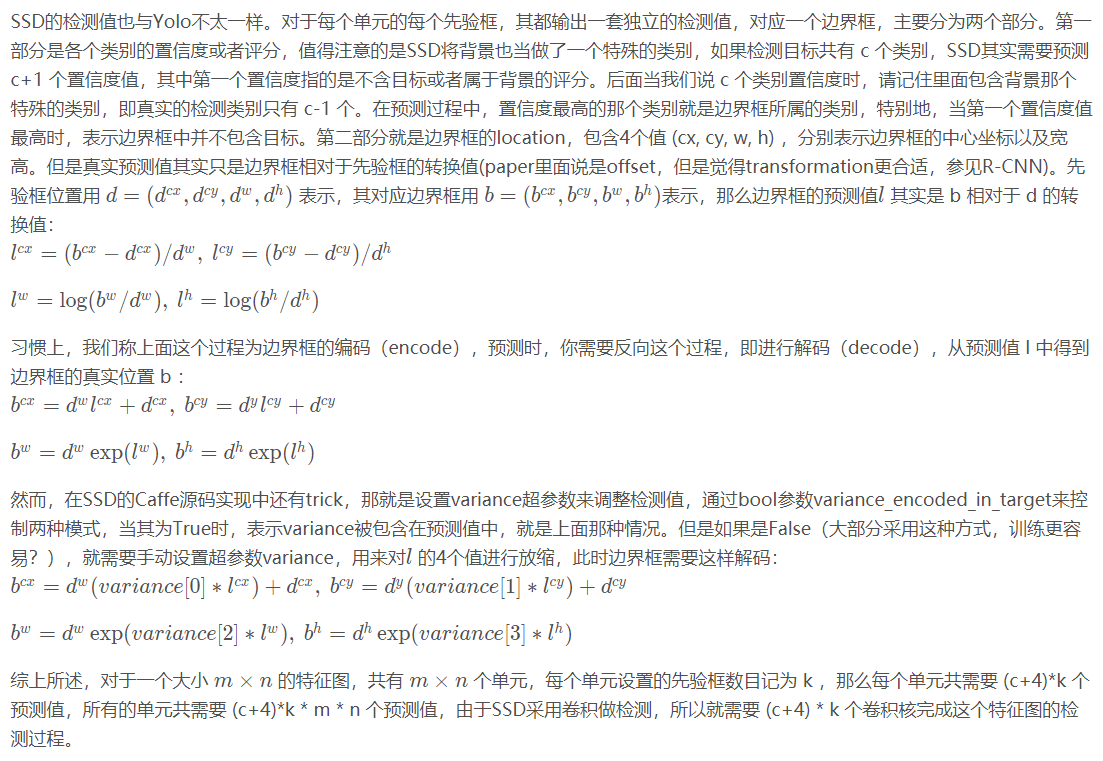 SSD的检测值也与Yolo不太一样。对于每个单元的每个先验框，其都输出一套独立的检测值，对应一个边界框，主要分为两个部分。第一
部分是各个类别的置信度或者评分，值得注意的是SSD将背景也当做了一个特殊的类别，如果检测目标共有 c 个类别，SSD其实需要预测
c+1 个置信度值，其中第一个置信度指的是不含目标或者属于背景的评分。后面当我们说 c 个类别置信度时，请记住里面包含背景那个
特殊的类别，即真实的检测类别只有 c-1 个。在预测过程中，置信度最高的那个类别就是边界框所属的类别，特别地，当第一个置信度值
最高时，表示边界框中并不包含目标。第二部分就是边界框的location，包含4个值 (cx, cy, w, h) ，分别表示边界框的中心坐标以及宽
高。但是真实预测值其实只是边界框相对于先验框的转换值(paper里面说是offset，但是觉得transformation更合适，参见R-CNN)。先
验框位置用 $d = (d^{cx}, d^{cy}, d^w, d^h)$ 表示，其对应边界框用 $b = (b^{cx}, b^{cy}, b^w, b^h)$表示，那么边界框的预测值$l$ 其实是 b 相对于 d 的转
换值：
$l^{cx} = (b^{cx} - d^{cx})/d^w, \ l^{cy} = (b^{cy} - d^{cy})/d^h$
$l^w = \log(b^w/d^w), \ l^h = \log(b^h/d^h)$
习惯上，我们称上面这个过程为边界框的编码（encode），预测时，你需要反向这个过程，即进行解码（decode），从预测值 l 中得到
边界框的真实位置 b ：
$b^{cx} = d^w l^{cx} + d^{cx}, \ b^{cy} = d^y l^{cy} + d^{cy}$
$b^w = d^w \exp(l^w), \ b^h = d^h \exp(l^h)$
然而，在SSD的Caffe源码实现中还有trick，那就是设置variance超参数来调整检测值，通过bool参数variance_encoded_in_target来控
制两种模式，当其为True时，表示variance被包含在预测值中，就是上面那种情况。但是如果是False（大部分采用这种方式，训练更容
易？），就需要手动设置超参数variance，用来对$l$ 的4个值进行放缩，此时边界框需要这样解码：
$b^{cx} = d^w(variance[0] * l^{cx}) + d^{cx}, \ b^{cy} = d^y(variance[1] * l^{cy}) + d^{cy}$
$b^w = d^w \exp(variance[2] * l^w), \ b^h = d^h \exp(variance[3] * l^h)$
综上所述，对于一个大小 $m \times n$ 的特征图，共有 $m \times n$ 个单元，每个单元设置的先验框数目记为 k ，那么每个单元共需要 (c+4)*k 个
预测值，所有的单元共需要 (c+4)*k * m * n 个预测值，由于SSD采用卷积做检测，所以就需要 (c+4) * k 个卷积核完成这个特征图的检
测过程。